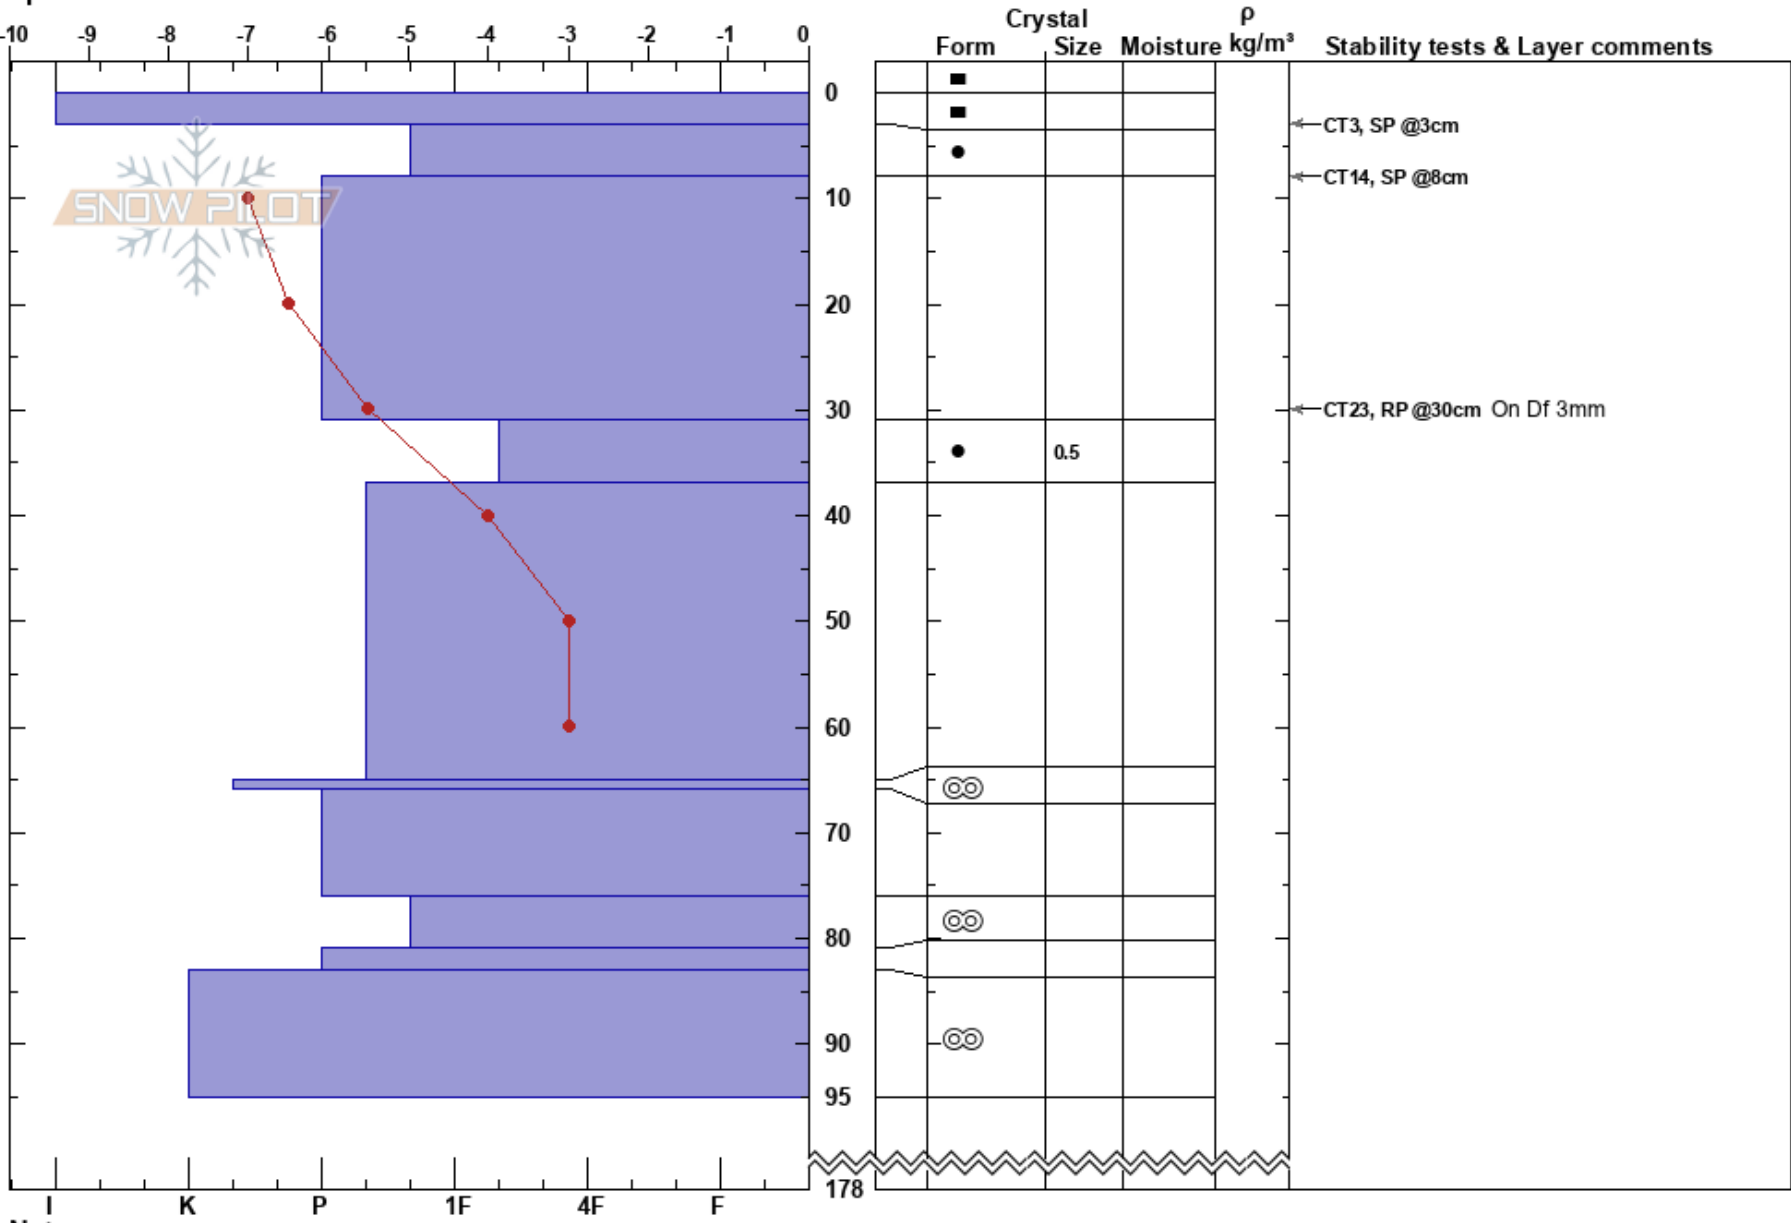 Crystal ρ
-10 -9 -8 -7 -6 -5 -4 -3 -2 -1 0 Form Size Moisture kg/m³ Stability tests & Layer comments
0
CT3, SP @3cm
CT14, SP @8cm
SNOW PILOT
10
20
30 CT23, RP @30cm On Df 3mm
0.5
40
50
60
70
80
90
95
178
I K P 1F 4F F